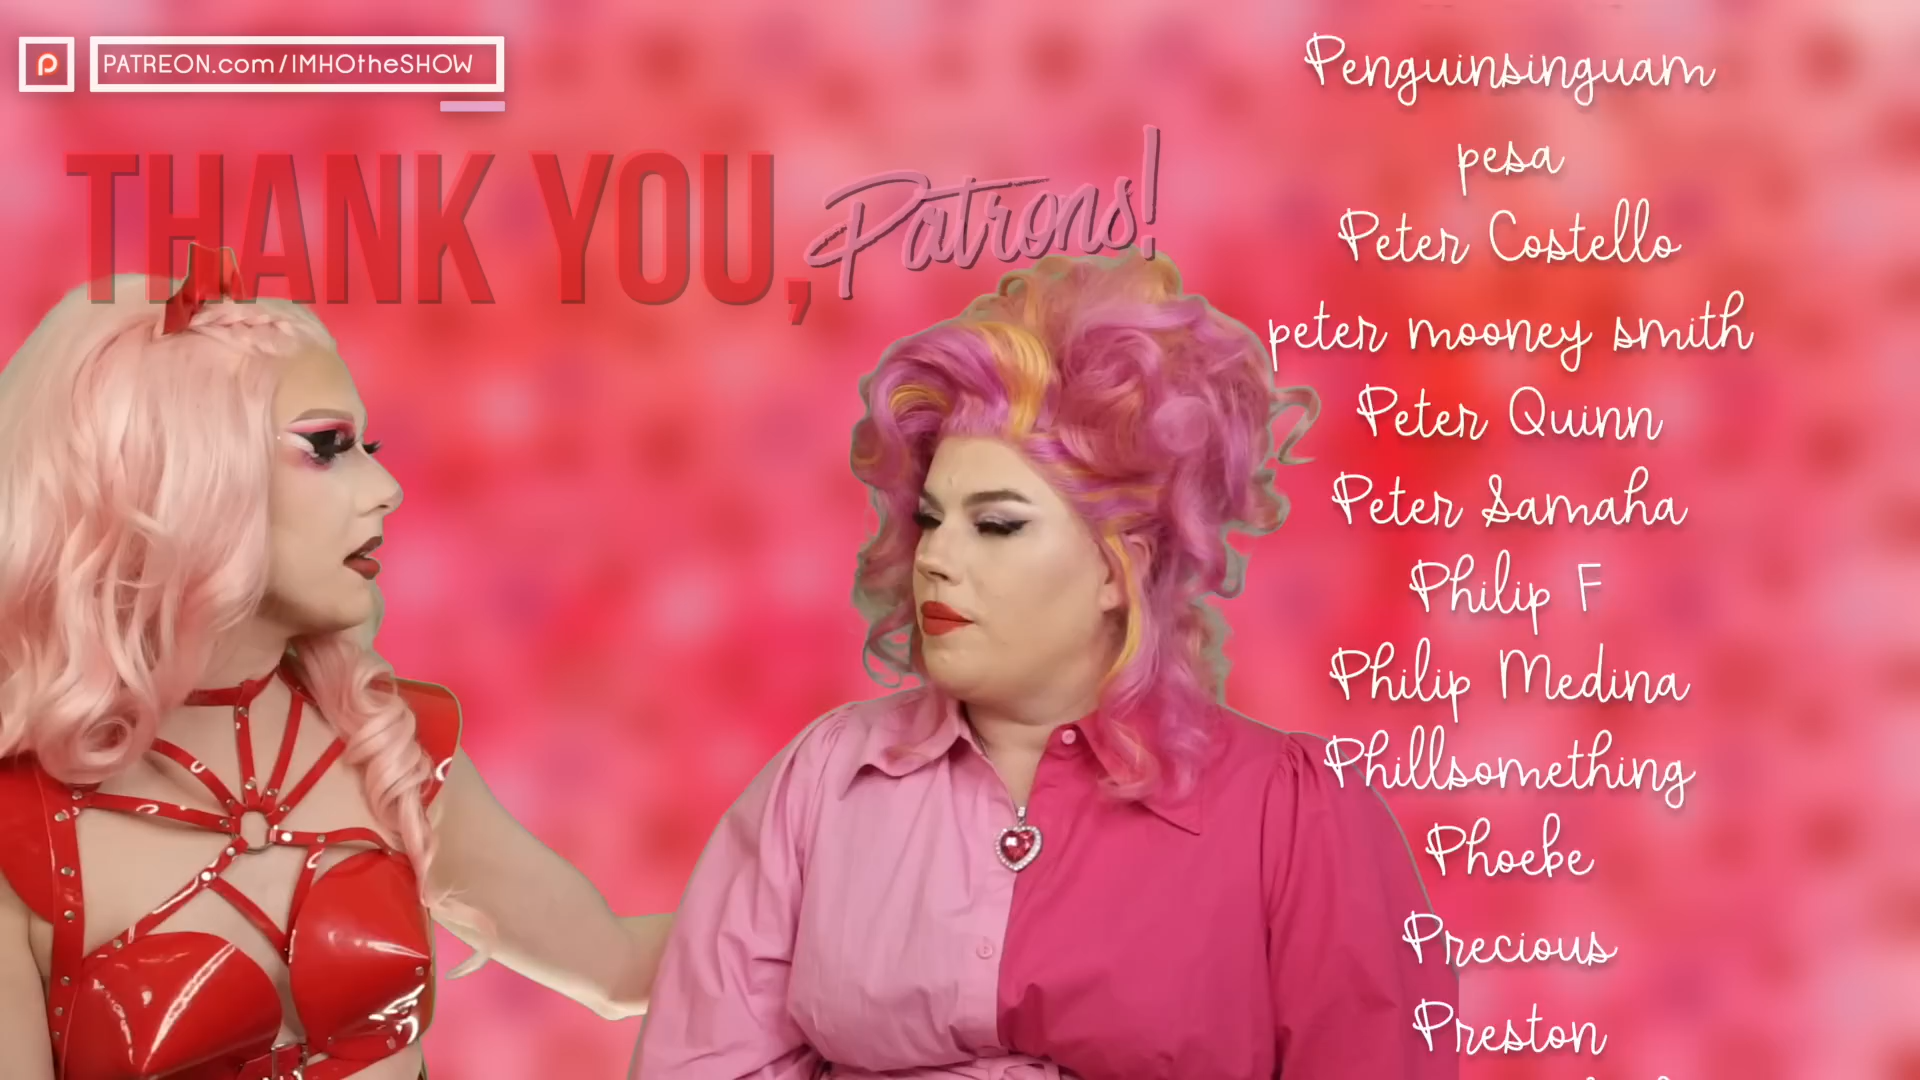 PATREON.com/IMHOtheSHOW
THANK YOU, Patrons!
Penguinsinguam
pesa
Peter Costello
peter mooney smith
Peter Quinn
Peter Samaha
Philip F
Philip Medina
Phillsomething
Phoebe
Precious
Preston